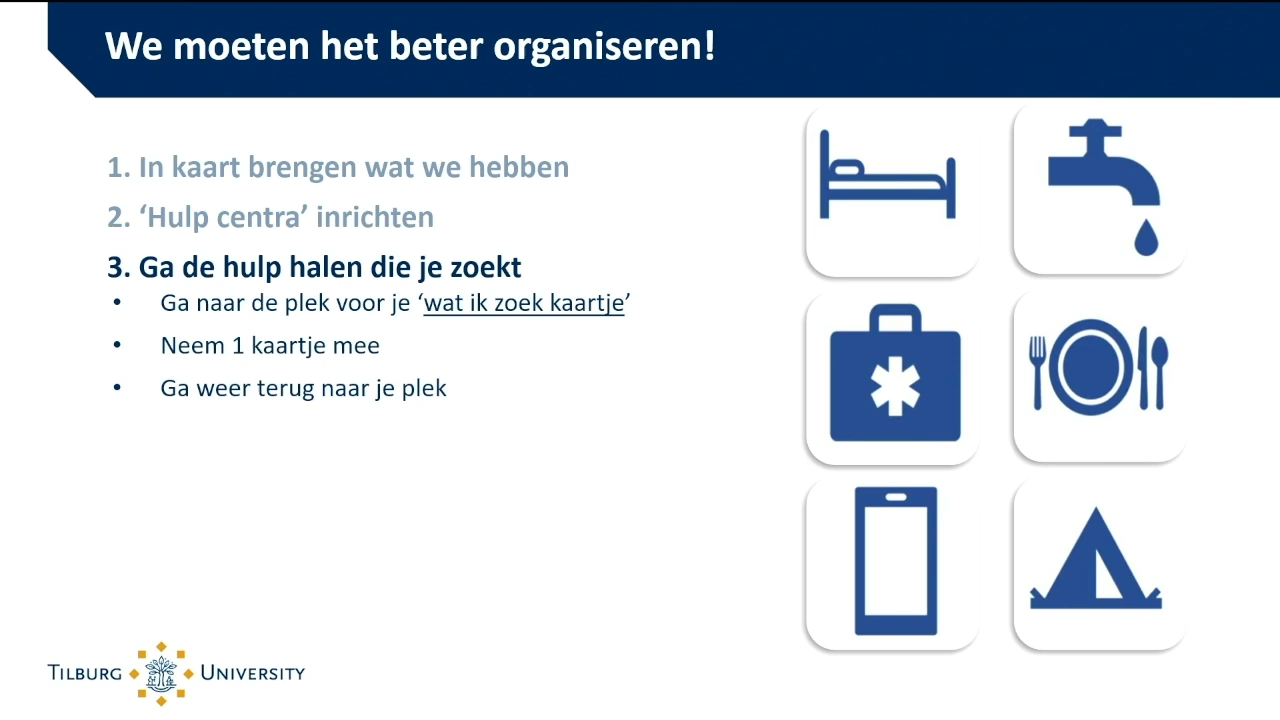 We moeten het beter organiseren!
1. In kaart brengen wat we hebben
2. ‘Hulp centra’ inrichten
3. Ga de hulp halen die je zoekt
• Ga naar de plek voor je ‘wat ik zoek kaartje’
• Neem 1 kaartje mee
• Ga weer terug naar je plek
TILBURG UNIVERSITY